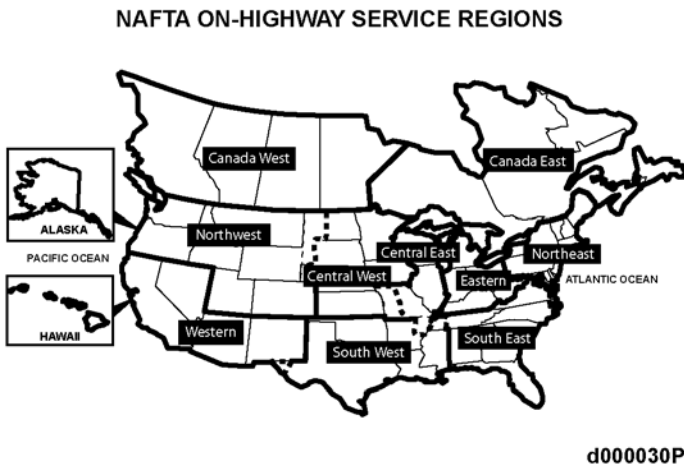 NAFTA ON-HIGHWAY SERVICE REGIONS
Canada West
Canada East
ALASKA
Northwest
Central East
Northeast
PACIFIC OCEAN
Central West
Eastern
ATLANTIC OCEAN
HAWAII
Western
South West
South East
d000030P